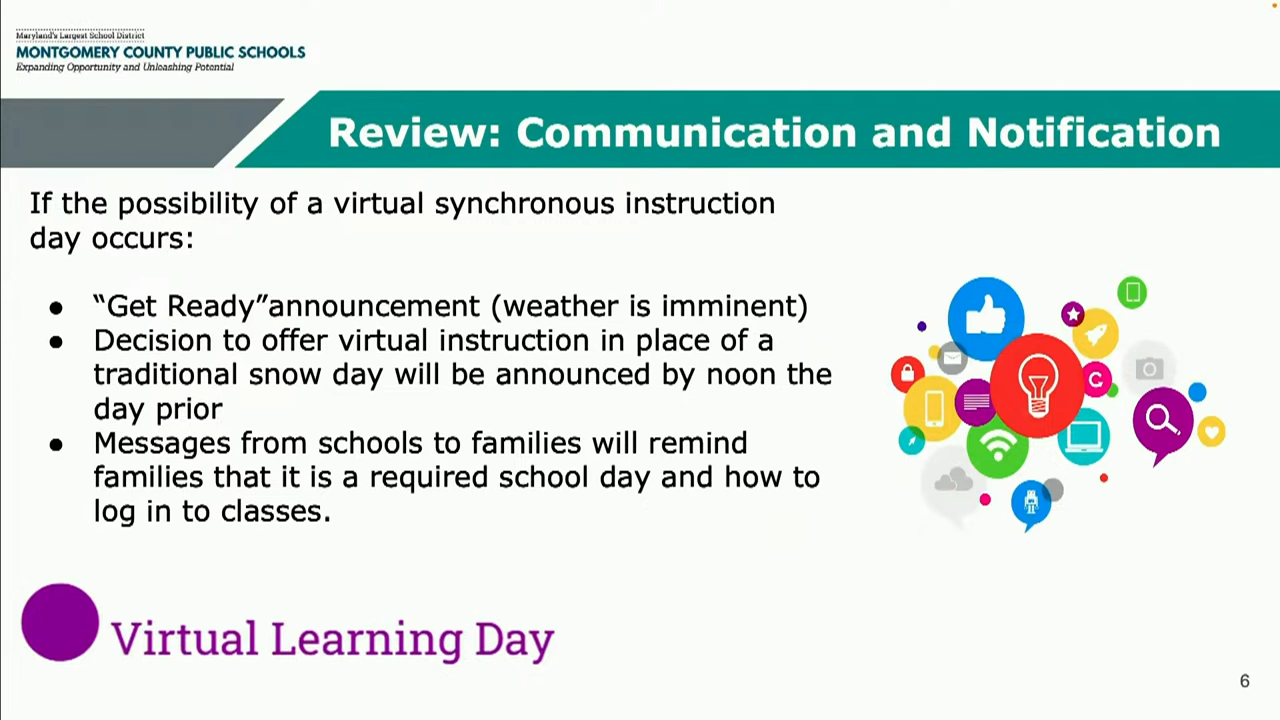 Maryland's Largest School District
MONTGOMERY COUNTY PUBLIC SCHOOLS
Expanding Opportunity and Unleashing Potential
Review: Communication and Notification
If the possibility of a virtual synchronous instruction
day occurs:
● “Get Ready”announcement (weather is imminent)
● Decision to offer virtual instruction in place of a
traditional snow day will be announced by noon the
day prior
● Messages from schools to families will remind
families that it is a required school day and how to
log in to classes.
Virtual Learning Day
6